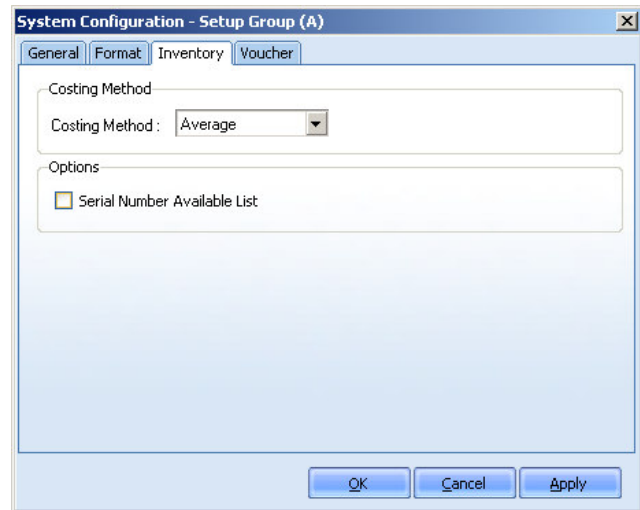 System Configuration - Setup Group (A)
General Format Inventory Voucher
Costing Method
Costing Method : Average
Options
Serial Number Available List
OK Cancel Apply